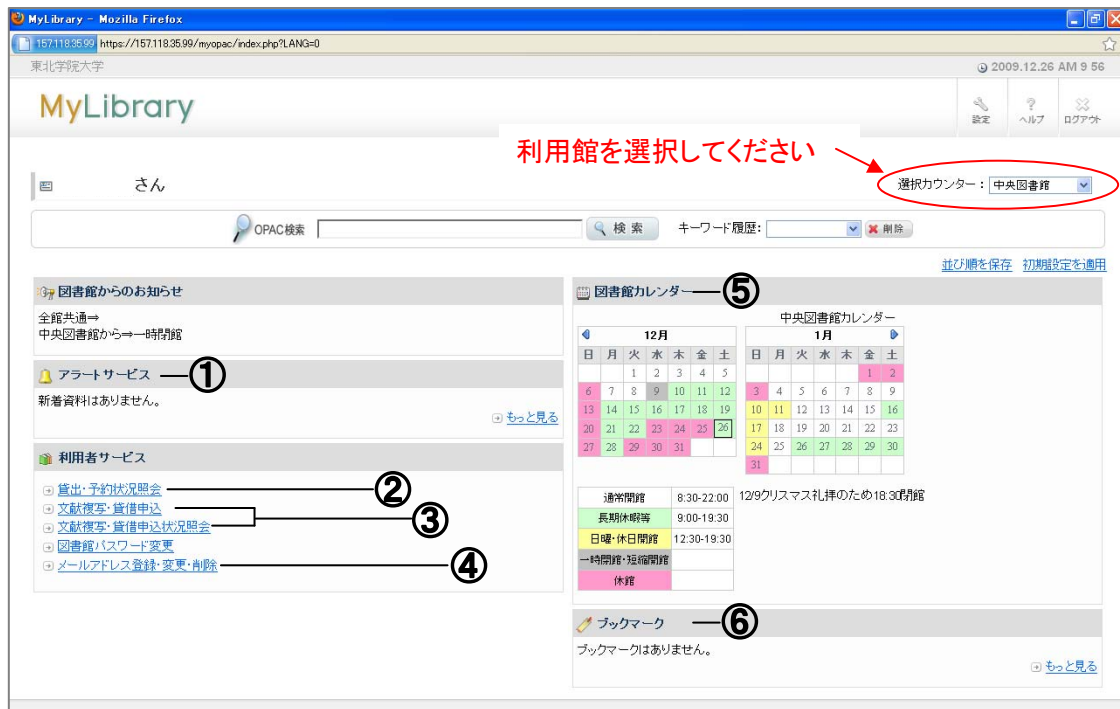 MyLibrary - Mozilla Firefox
157.118.35.99 https://157.118.35.99/myopac/index.php?LANG=0
東北学院大学
2009.12.26 AM 9 56
MyLibrary
設定 ヘルプ ログアウト
利用館を選択してください
さん
選択カウンター: 中央図書館
OPAC検索 検 索 キーワード履歴: 削除
並び順を保存 初期設定を適用
図書館からのお知らせ
全館共通⇒
中央図書館から⇒一時閉館
アラートサービス ①
新着資料はありません。
もっと見る
利用者サービス
貸出・予約状況照会 ②
文献複写・貸借申込
③
文献複写・貸借申込状況照会
図書館パスワード変更
メールアドレス登録・変更・削除 ④
図書館カレンダー ⑤
中央図書館カレンダー
12月
日 月 火 水 木 金 土
1 2 3 4 5
6 7 8 9 10 11 12
13 14 15 16 17 18 19
20 21 22 23 24 25 26
27 28 29 30 31
1月
日 月 火 水 木 金 土
1 2
3 4 5 6 7 8 9
10 11 12 13 14 15 16
17 18 19 20 21 22 23
24 25 26 27 28 29 30
31
通常開館 8:30-22:00
長期休暇等 9:00-19:30
日曜・休日開館 12:30-19:30
一時閉館・短縮開館
休館
12/9クリスマス礼拝のため18:30閉館
ブックマーク ⑥
ブックマークはありません。
もっと見る